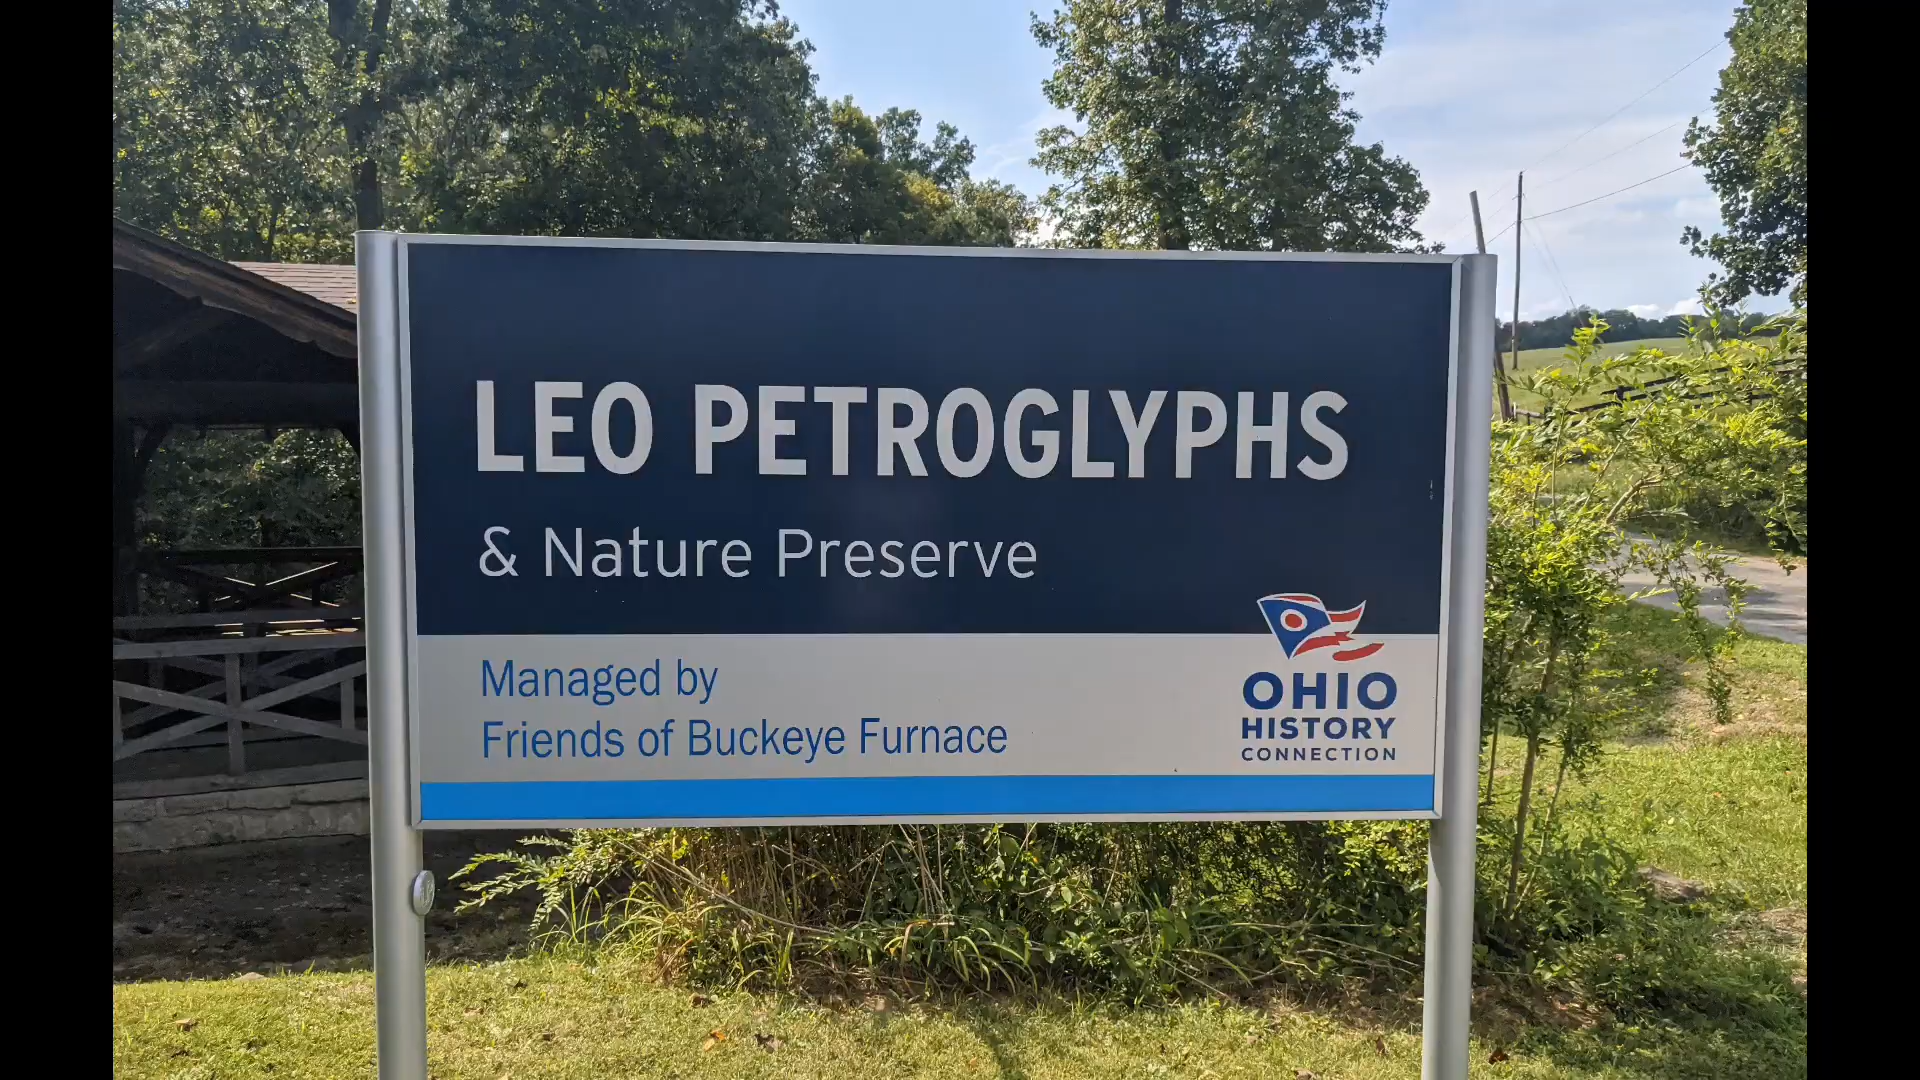 LEO PETROGLYPHS
& Nature Preserve
Managed by
Friends of Buckeye Furnace
OHIO
HISTORY
CONNECTION